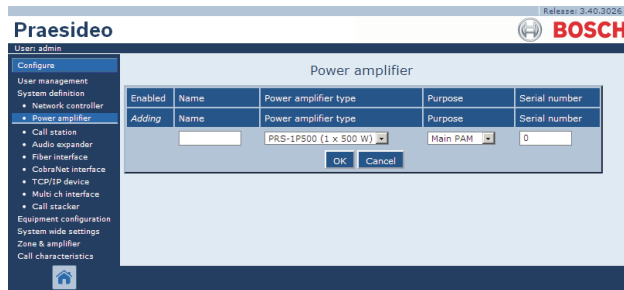 Release: 3.40.3026
Praesideo
BOSCH
User: admin
Configure
User management
System definition
• Network controller
• Power amplifier
• Call station
• Audio expander
• Fiber interface
• CobraNet interface
• TCP/IP device
• Multi ch interface
• Call stacker
Equipment configuration
System wide settings
Zone & amplifier
Call characteristics
Power amplifier
Enabled Name Power amplifier type Purpose Serial number
Adding Name Power amplifier type Purpose Serial number
PRS-1P500 (1 x 500 W) Main PAM 0
OK Cancel